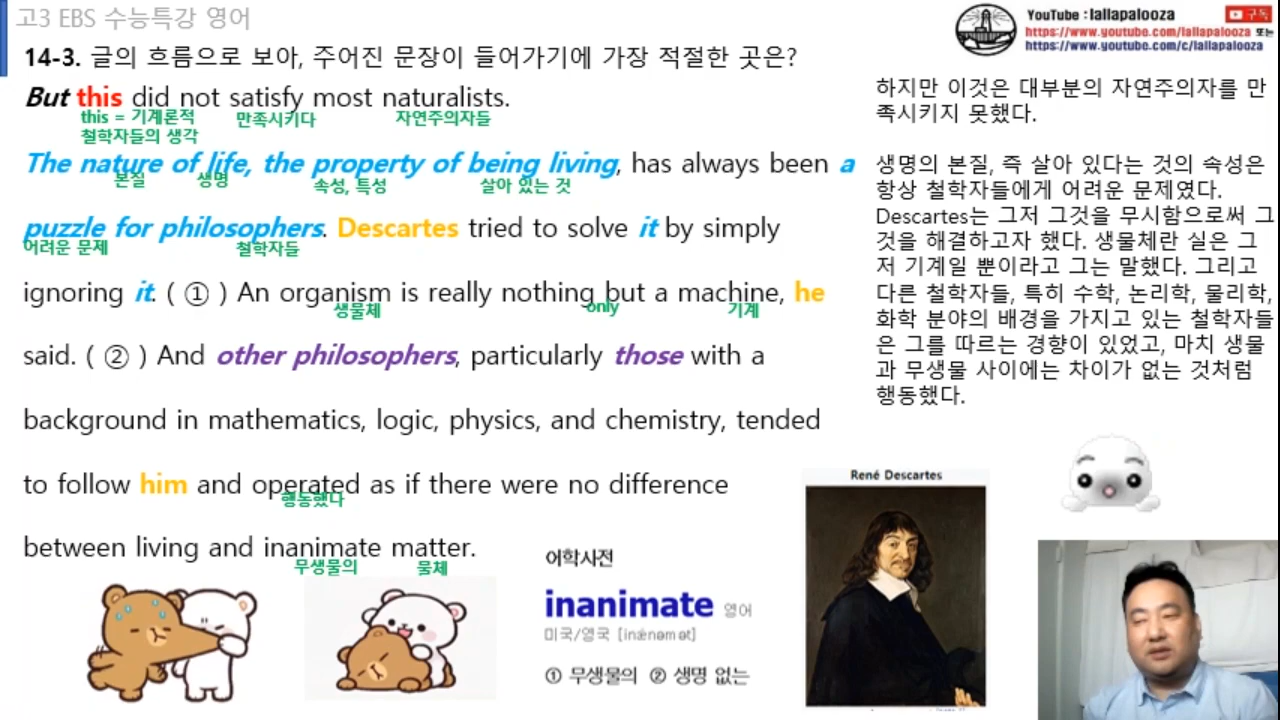 고3 EBS 수능특강 영어
YouTube : lallapalooza
구독
https://www.youtube.com/lallapalooza 또는
https://www.youtube.com/c/lallapalooza
14-3. 글의 흐름으로 보아, 주어진 문장이 들어가기에 가장 적절한 곳은?
But this did not satisfy most naturalists.
this = 기계론적 만족시키다 자연주의자들
철학자들의 생각
The nature of life, the property of being living, has always been a
본질 생명 속성, 특성 살아 있는 것
puzzle for philosophers. Descartes tried to solve it by simply
어려운 문제 철학자들
ignoring it. ( ① ) An organism is really nothing but a machine, he
생물체 only 기계
said. ( ② ) And other philosophers, particularly those with a
background in mathematics, logic, physics, and chemistry, tended
to follow him and operated as if there were no difference
행동했다
between living and inanimate matter.
무생물의 물체
하지만 이것은 대부분의 자연주의자를 만
족시키지 못했다.
생명의 본질, 즉 살아 있다는 것의 속성은
항상 철학자들에게 어려운 문제였다.
Descartes는 그저 그것을 무시함으로써 그
것을 해결하고자 했다. 생물체란 실은 그
저 기계일 뿐이라고 그는 말했다. 그리고
다른 철학자들, 특히 수학, 논리학, 물리학,
화학 분야의 배경을 가지고 있는 철학자들
은 그를 따르는 경향이 있었고, 마치 생물
과 무생물 사이에는 차이가 없는 것처럼
행동했다.
어학사전
inanimate 영어
미국/영국 [inǽnəmət]
① 무생물의 ② 생명 없는
René Descartes